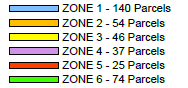 ZONE 1 - 140 Parcels
ZONE 2 - 54 Parcels
ZONE 3 - 46 Parcels
ZONE 4 - 37 Parcels
ZONE 5 - 25 Parcels
ZONE 6 - 74 Parcels